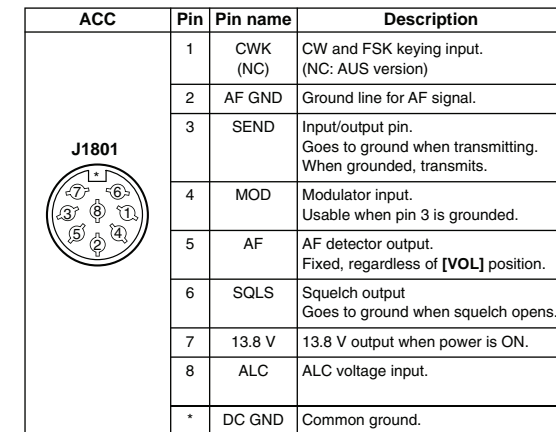 ACC Pin Pin name Description
J1801
*
7 6
3 8 1
5 4
2
1 CWK CW and FSK keying input.
(NC) (NC: AUS version)
2 AF GND Ground line for AF signal.
3 SEND Input/output pin.
Goes to ground when transmitting.
When grounded, transmits.
4 MOD Modulator input.
Usable when pin 3 is grounded.
5 AF AF detector output.
Fixed, regardless of [VOL] position.
6 SQLS Squelch output
Goes to ground when squelch opens.
7 13.8 V 13.8 V output when power is ON.
8 ALC ALC voltage input.
* DC GND Common ground.